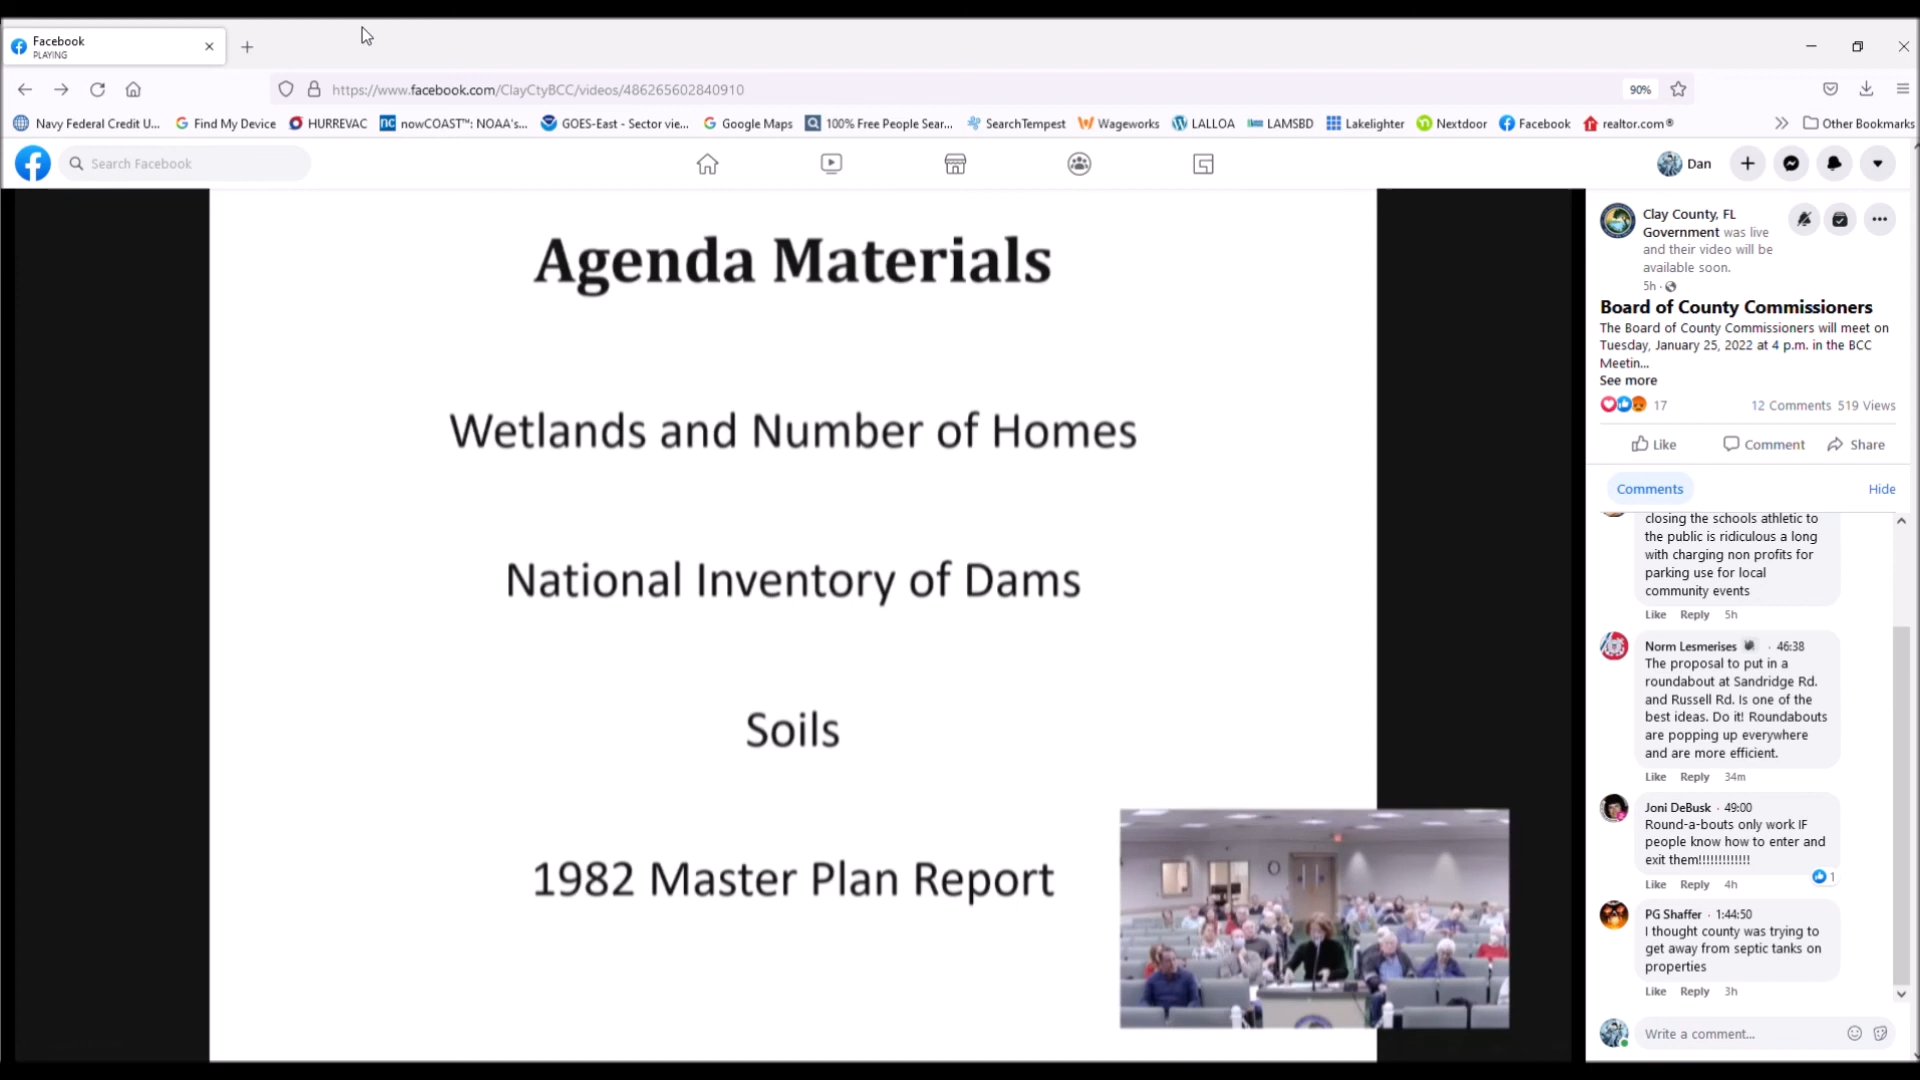 Facebook
PLAYING
https://www.facebook.com/ClayCtyBCC/videos/486265602840910
90%
Navy Federal Credit U...
Find My Device
HURREVAC
nowCOAST™: NOAA's...
GOES-East - Sector vie...
Google Maps
100% Free People Sear...
SearchTempest
Wageworks
LALLOA
LAMSBD
Lakelighter
Nextdoor
Facebook
realtor.com®
Other Bookmarks
Search Facebook
Dan
Agenda Materials
Wetlands and Number of Homes
National Inventory of Dams
Soils
1982 Master Plan Report
Clay County, FL
Government was live
and their video will be
available soon.
5h ·
Board of County Commissioners
The Board of County Commissioners will meet on
Tuesday, January 25, 2022 at 4 p.m. in the BCC
Meetin...
See more
17
12 Comments 519 Views
Like Comment Share
Comments Hide
closing the schools athletic to
the public is ridiculous a long
with charging non profits for
parking use for local
community events
Like Reply 5h
Norm Lesmerises · 46:38
The proposal to put in a
roundabout at Sandridge Rd.
and Russell Rd. Is one of the
best ideas. Do it! Roundabouts
are popping up everywhere
and are more efficient.
Like Reply 34m
Joni DeBusk · 49:00
Round-a-bouts only work IF
people know how to enter and
exit them!!!!!!!!!!!!!
Like Reply 4h
1
PG Shaffer · 1:44:50
I thought county was trying to
get away from septic tanks on
properties
Like Reply 3h
Write a comment...